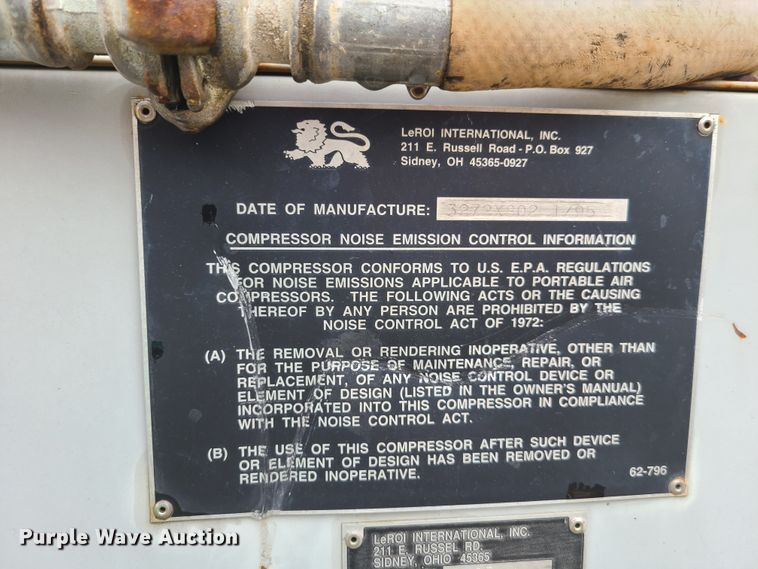 LeROI INTERNATIONAL, INC.
211 E. Russell Road - P.O. Box 927
Sidney, OH 45365-0927
DATE OF MANUFACTURE:
COMPRESSOR NOISE EMISSION CONTROL INFORMATION
THIS COMPRESSOR CONFORMS TO U.S. E.P.A. REGULATIONS
FOR NOISE EMISSIONS APPLICABLE TO PORTABLE AIR
COMPRESSORS. THE FOLLOWING ACTS OR THE CAUSING
THEREOF BY ANY PERSON ARE PROHIBITED BY THE
NOISE CONTROL ACT OF 1972:
(A) THE REMOVAL OR RENDERING INOPERATIVE, OTHER THAN
FOR THE PURPOSE OF MAINTENANCE, REPAIR, OR
REPLACEMENT, OF ANY NOISE CONTROL DEVICE OR
ELEMENT OF DESIGN (LISTED IN THE OWNER'S MANUAL)
INCORPORATED INTO THIS COMPRESSOR IN COMPLIANCE
WITH THE NOISE CONTROL ACT.
(B) THE USE OF THIS COMPRESSOR AFTER SUCH DEVICE
OR ELEMENT OF DESIGN HAS BEEN REMOVED OR
RENDERED INOPERATIVE.
62-796
LeROI INTERNATIONAL, INC.
211 E. RUSSEL RD.
SIDNEY, OHIO 45365
Purple Wave Auction